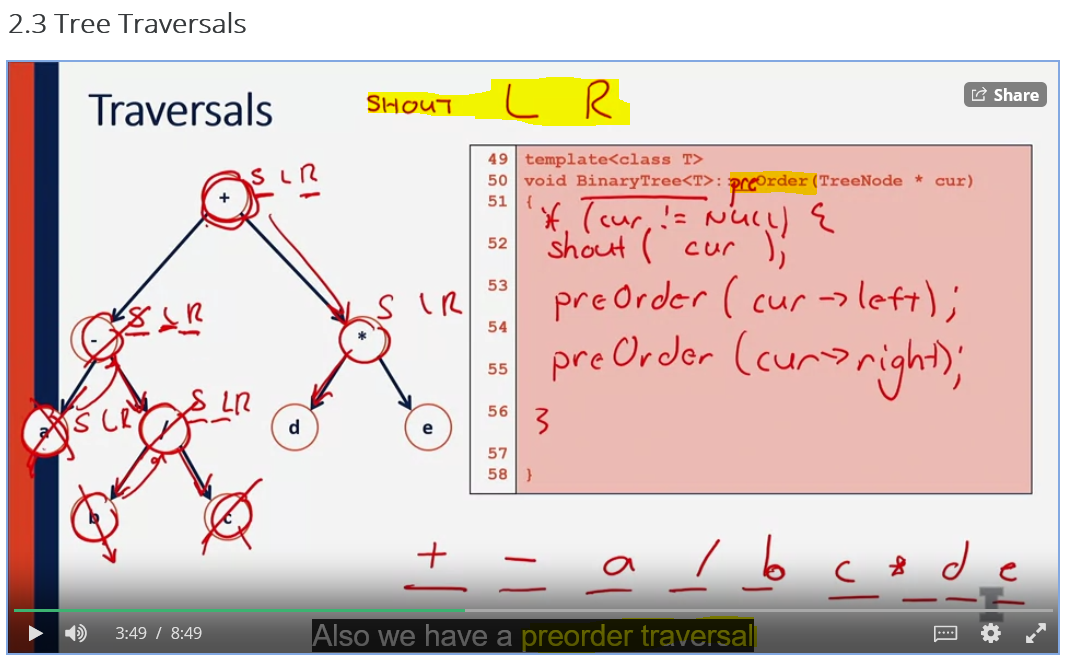 2.3 Tree Traversals
Traversals
SHOUT L R
Share
+
S L R
-
S L R
*
S L R
a
S L R
/
S L R
d
e
b
c
49 template<class T>
50 void BinaryTree<T>::preOrder(TreeNode * cur)
51 {
if (cur != NULL) {
52 shout( cur );
53 preOrder( cur->left);
54
55 preOrder (cur->right);
56 }
57
58 }
+ - a / b c * d e
3:49 / 8:49
Also we have a preorder traversal